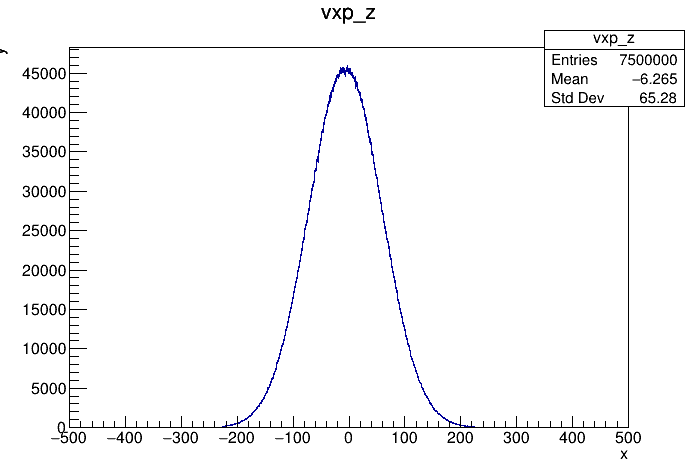 vxp_z
vxp_z
Entries 7500000
Mean −6.265
Std Dev 65.28
y
45000
40000
35000
30000
25000
20000
15000
10000
5000
0
−500 −400 −300 −200 −100 0 100 200 300 400 500
x